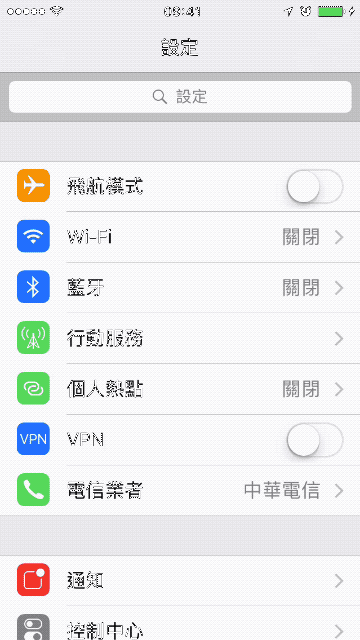 09:41
設定
設定
飛航模式
Wi-Fi
關閉
藍牙
關閉
行動服務
個人熱點
關閉
VPN
VPN
電信業者
中華電信
通知
控制中心